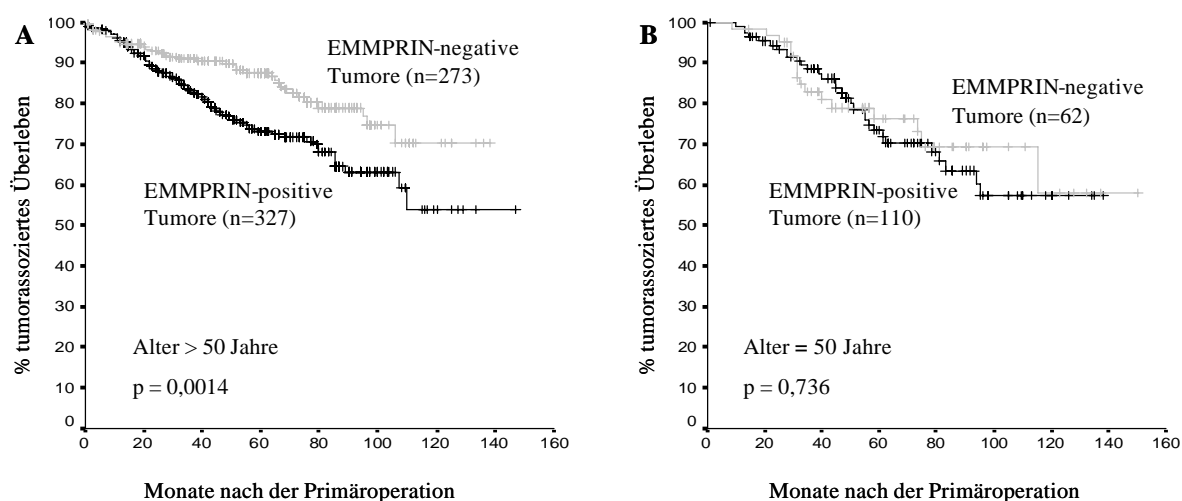 A
EMMPRIN-negative
Tumore (n=273)
EMMPRIN-positive
Tumore (n=327)
Alter > 50 Jahre
p = 0,0014
% tumorassoziertes Überleben
100
90
80
70
60
50
40
30
20
10
0
0 20 40 60 80 100 120 140 160
Monate nach der Primäroperation
B
EMMPRIN-negative
Tumore (n=62)
EMMPRIN-positive
Tumore (n=110)
Alter = 50 Jahre
p = 0,736
% tumorassoziertes Überleben
100
90
80
70
60
50
40
30
20
10
0
0 20 40 60 80 100 120 140 160
Monate nach der Primäroperation